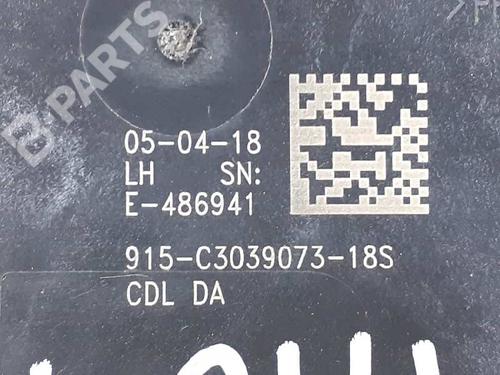 B PARTS
05-04-18
LH SN:
E-486941
915-C3039073-18S
CDL DA